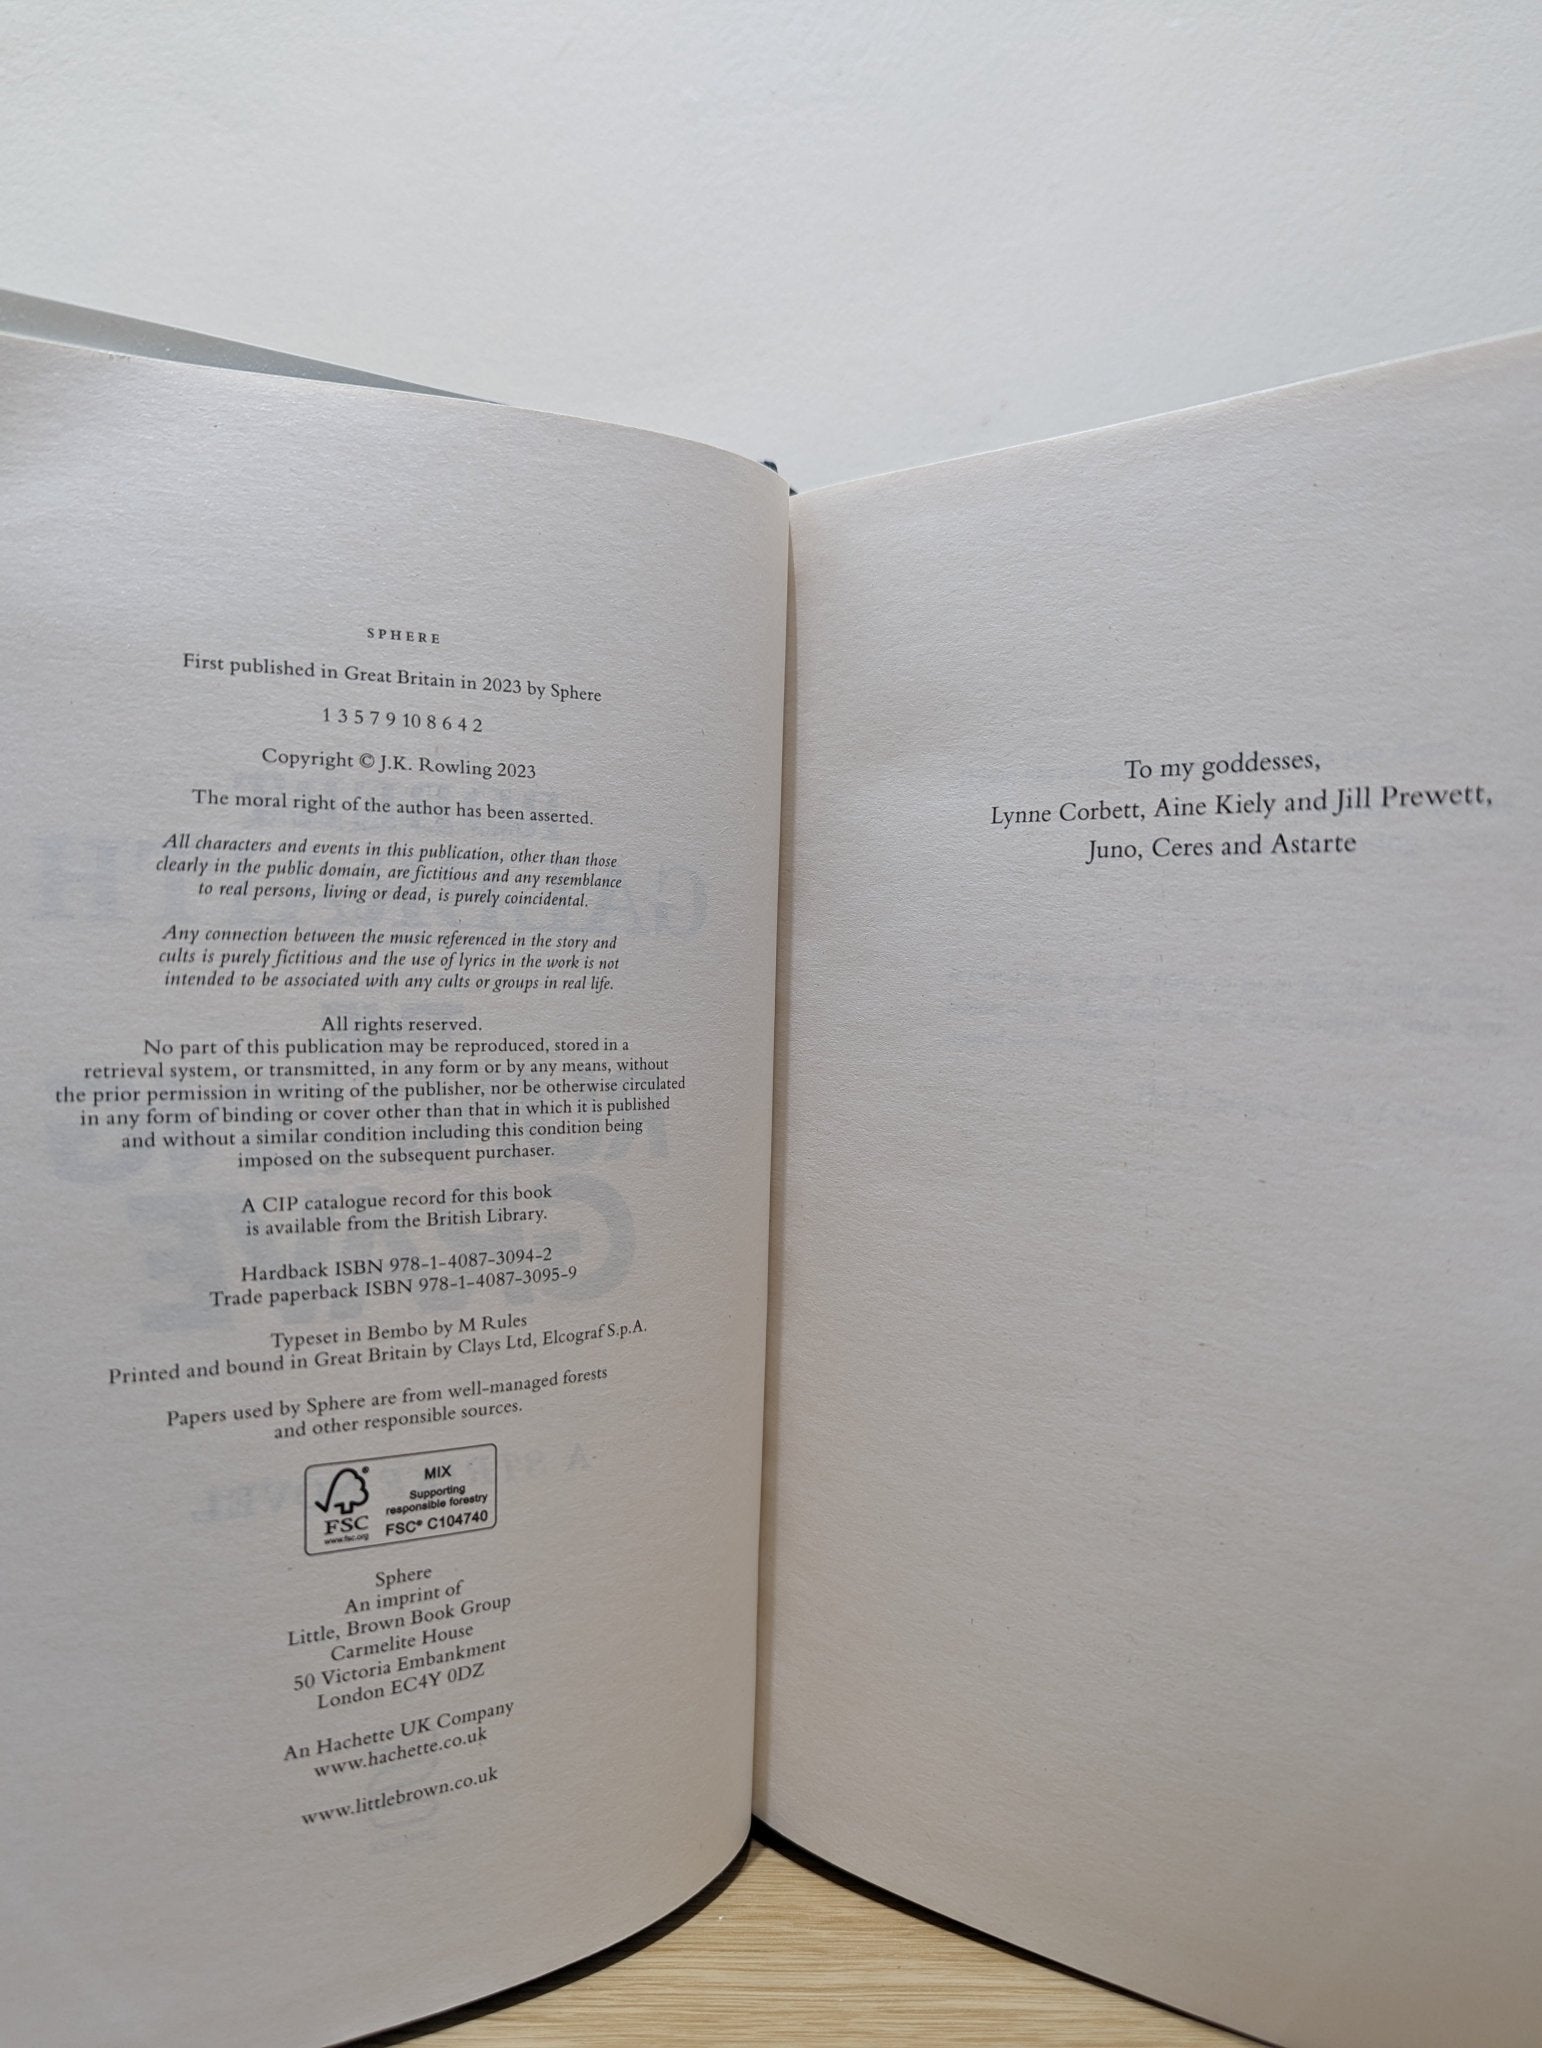 SPHERE
First published in Great Britain in 2023 by Sphere
1 3 5 7 9 10 8 6 4 2
Copyright © J.K. Rowling 2023
The moral right of the author has been asserted.
All characters and events in this publication, other than those
clearly in the public domain, are fictitious and any resemblance
to real persons, living or dead, is purely coincidental.
Any connection between the music referenced in the story and
cults is purely fictitious and the use of lyrics in the work is not
intended to be associated with any cults or groups in real life.
All rights reserved.
No part of this publication may be reproduced, stored in a
retrieval system, or transmitted, in any form or by any means, without
the prior permission in writing of the publisher, nor be otherwise circulated
in any form of binding or cover other than that in which it is published
and without a similar condition including this condition being
imposed on the subsequent purchaser.
A CIP catalogue record for this book
is available from the British Library.
Hardback ISBN 978-1-4087-3094-2
Trade paperback ISBN 978-1-4087-3095-9
Typeset in Bembo by M Rules
Printed and bound in Great Britain by Clays Ltd, Elcograf S.p.A.
Papers used by Sphere are from well-managed forests
and other responsible sources.
FSC
www.fsc.org
MIX
Supporting
responsible forestry
FSC® C104740
Sphere
An imprint of
Little, Brown Book Group
Carmelite House
50 Victoria Embankment
London EC4Y 0DZ
An Hachette UK Company
www.hachette.co.uk
www.littlebrown.co.uk
To my goddesses,
Lynne Corbett, Aine Kiely and Jill Prewett,
Juno, Ceres and Astarte